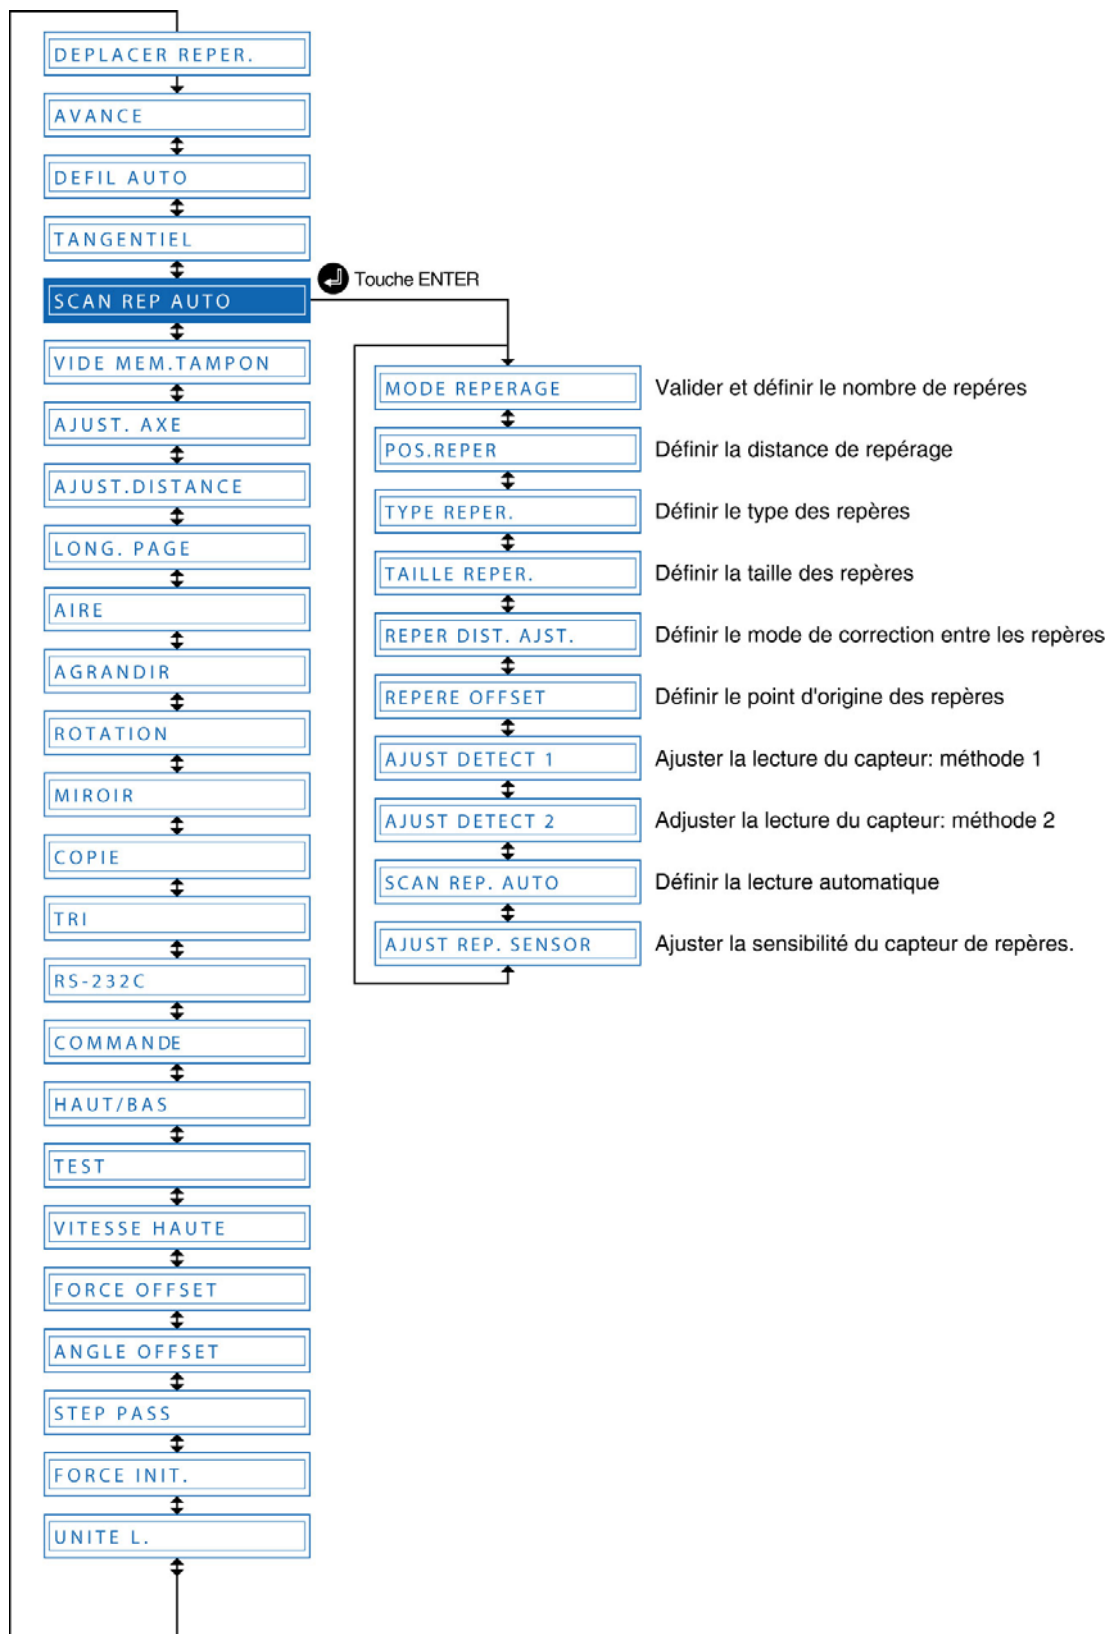 DEPLACER REPER.
AVANCE
DEFIL AUTO
TANGENTIEL
SCAN REP AUTO
Touche ENTER
VIDE MEM.TAMPON
AJUST. AXE
AJUST.DISTANCE
LONG. PAGE
AIRE
AGRANDIR
ROTATION
MIROIR
COPIE
TRI
RS-232C
COMMANDE
HAUT/BAS
TEST
VITESSE HAUTE
FORCE OFFSET
ANGLE OFFSET
STEP PASS
FORCE INIT.
UNITE L.
MODE REPERAGE Valider et définir le nombre de repéres
POS.REPER Définir la distance de repérage
TYPE REPER. Définir le type des repères
TAILLE REPER. Définir la taille des repères
REPER DIST. AJST. Définir le mode de correction entre les repères
REPERE OFFSET Définir le point d'origine des repères
AJUST DETECT 1 Ajuster la lecture du capteur: méthode 1
AJUST DETECT 2 Adjuster la lecture du capteur: méthode 2
SCAN REP. AUTO Définir la lecture automatique
AJUST REP. SENSOR Ajuster la sensibilité du capteur de repères.